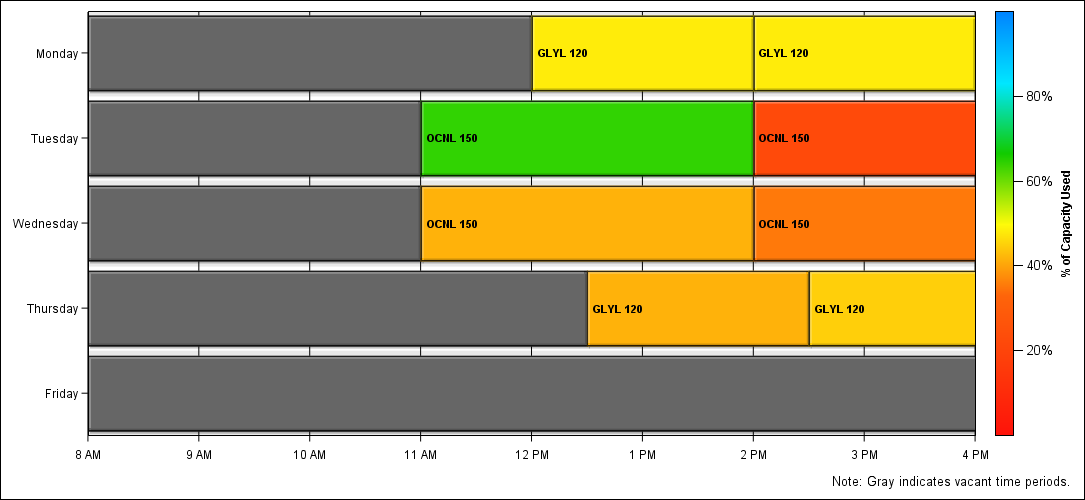 Monday
GLYL 120
GLYL 120
Tuesday
OCNL 150
OCNL 150
Wednesday
OCNL 150
OCNL 150
Thursday
GLYL 120
GLYL 120
Friday
8 AM
9 AM
10 AM
11 AM
12 PM
1 PM
2 PM
3 PM
4 PM
80%
60%
40%
20%
% of Capacity Used
Note: Gray indicates vacant time periods.